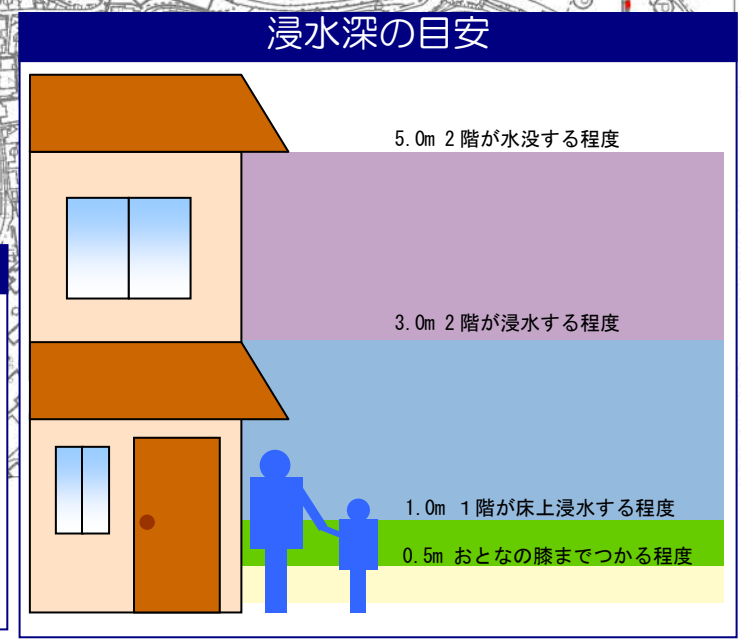 浸水深の目安
5.0m 2階が水没する程度
3.0m 2階が浸水する程度
1.0m １階が床上浸水する程度
0.5m おとなの膝までつかる程度